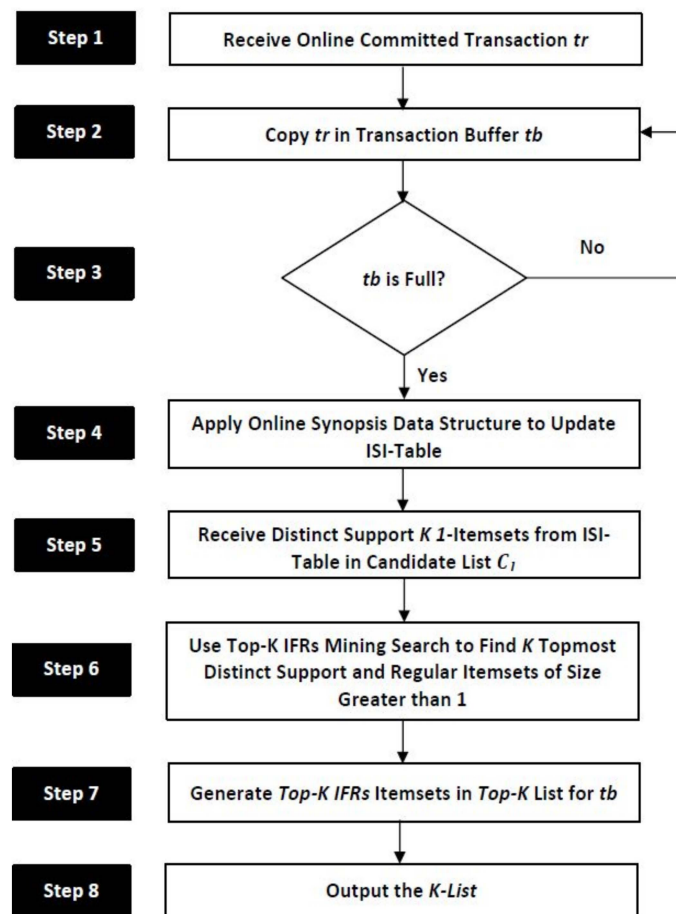 Step 1
Receive Online Committed Transaction tr
Step 2
Copy tr in Transaction Buffer tb
Step 3
tb is Full?
No
Yes
Step 4
Apply Online Synopsis Data Structure to Update
ISI-Table
Step 5
Receive Distinct Support K 1-Itemsets from ISI-
Table in Candidate List C₁
Step 6
Use Top-K IFRs Mining Search to Find K Topmost
Distinct Support and Regular Itemsets of Size
Greater than 1
Step 7
Generate Top-K IFRs Itemsets in Top-K List for tb
Step 8
Output the K-List